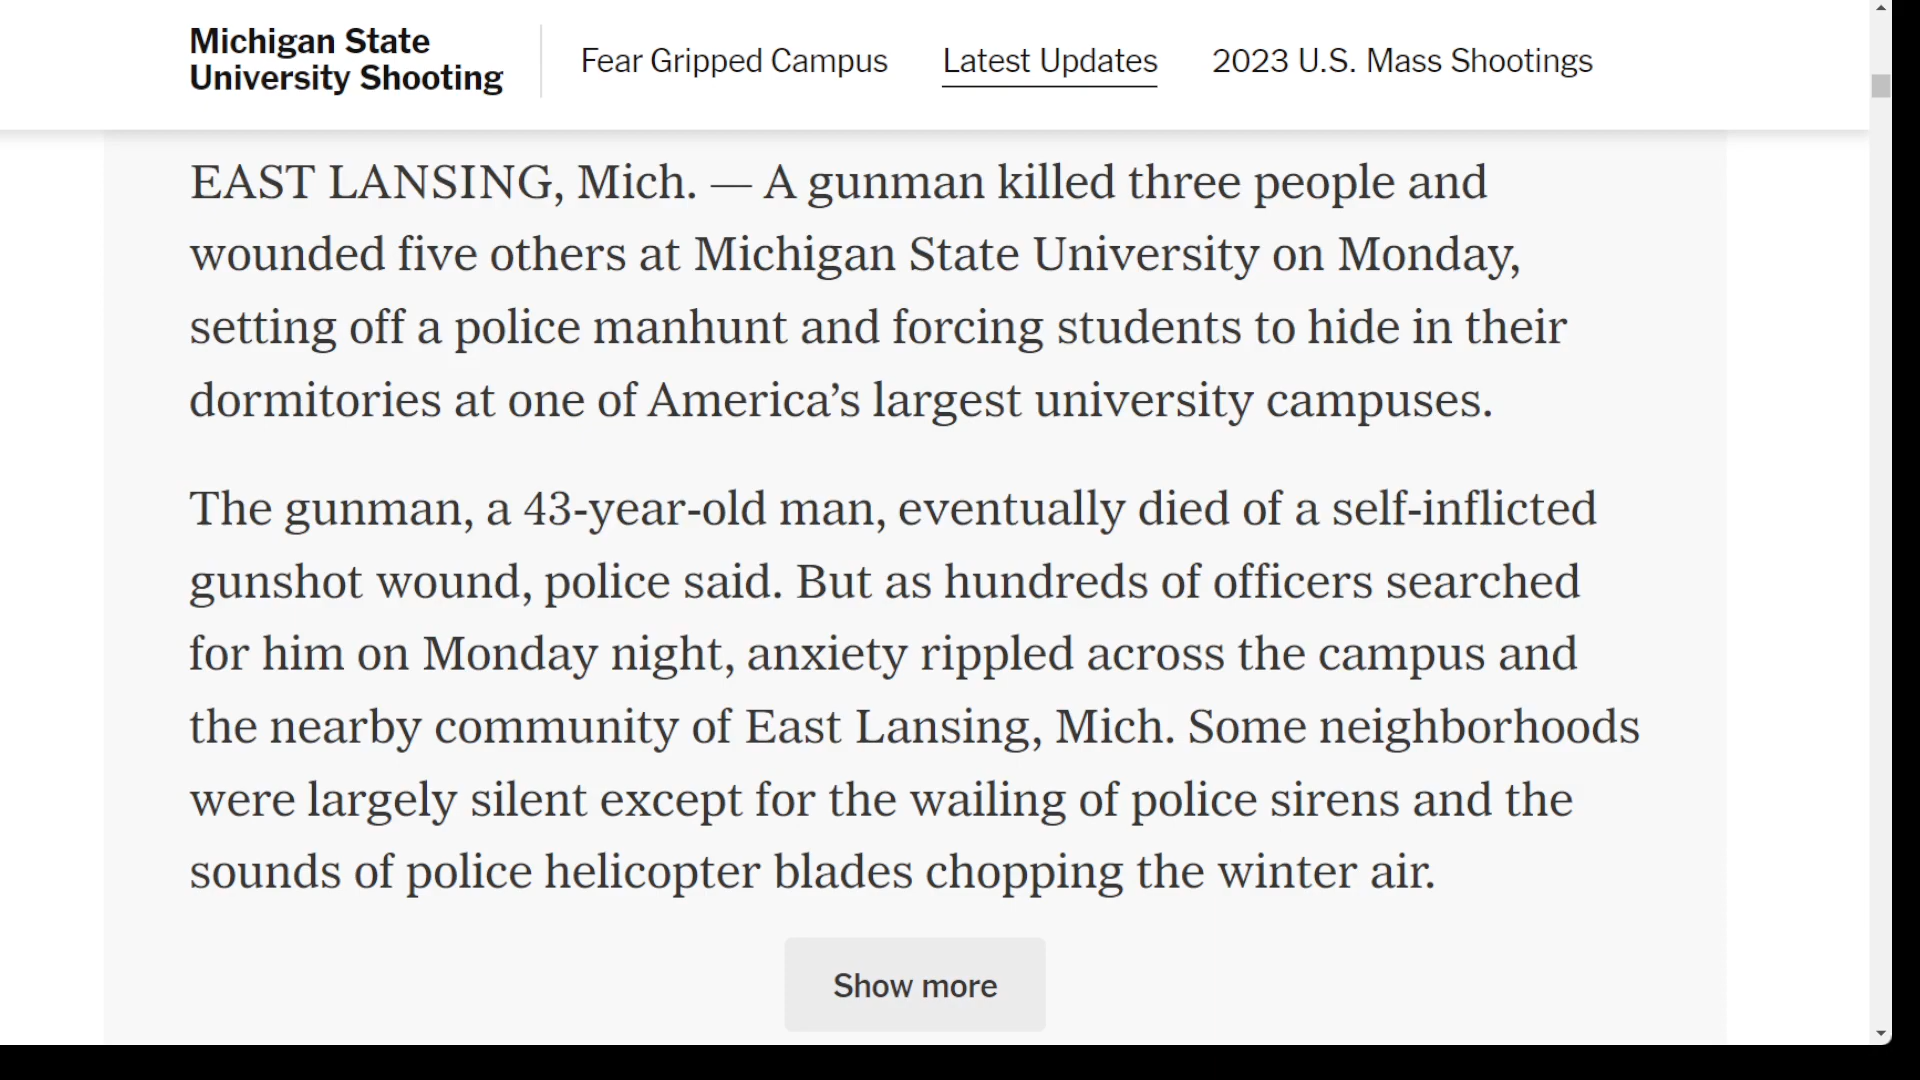 Michigan State
University Shooting
Fear Gripped Campus
Latest Updates
2023 U.S. Mass Shootings
EAST LANSING, Mich. — A gunman killed three people and
wounded five others at Michigan State University on Monday,
setting off a police manhunt and forcing students to hide in their
dormitories at one of America’s largest university campuses.
The gunman, a 43-year-old man, eventually died of a self-inflicted
gunshot wound, police said. But as hundreds of officers searched
for him on Monday night, anxiety rippled across the campus and
the nearby community of East Lansing, Mich. Some neighborhoods
were largely silent except for the wailing of police sirens and the
sounds of police helicopter blades chopping the winter air.
Show more